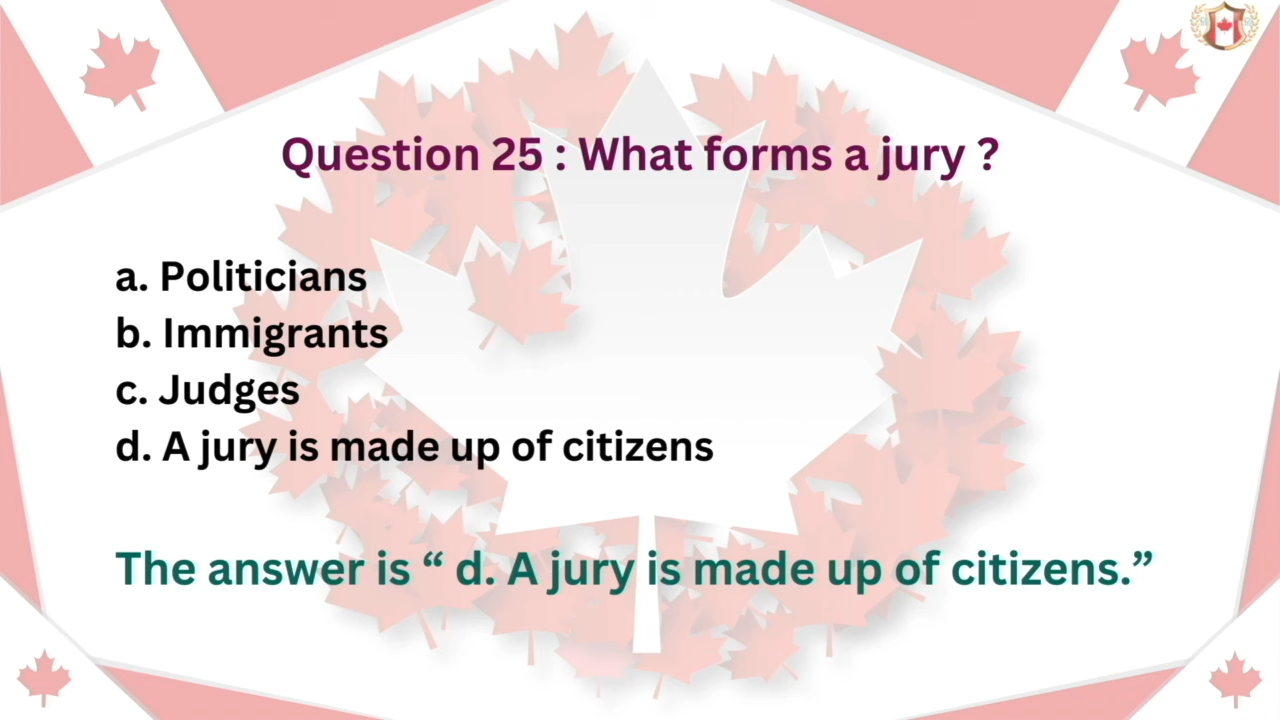 Question 25 : What forms a jury ?
a. Politicians
b. Immigrants
c. Judges
d. A jury is made up of citizens
The answer is “ d. A jury is made up of citizens.”